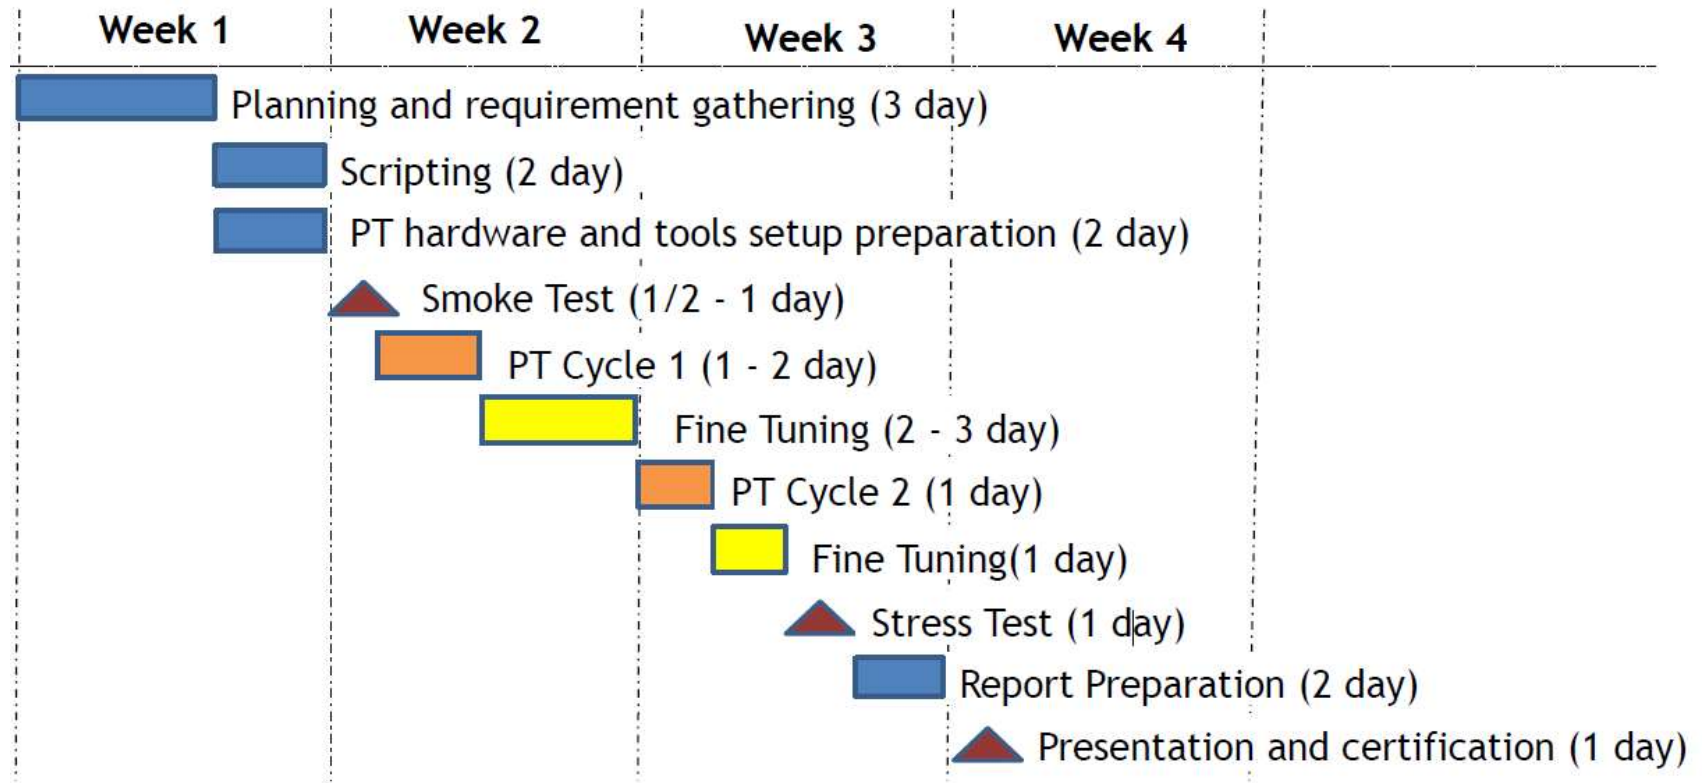 Week 1
Week 2
Week 3
Week 4
Planning and requirement gathering (3 day)
Scripting (2 day)
PT hardware and tools setup preparation (2 day)
Smoke Test (1/2 - 1 day)
PT Cycle 1 (1 - 2 day)
Fine Tuning (2 - 3 day)
PT Cycle 2 (1 day)
Fine Tuning(1 day)
Stress Test (1 day)
Report Preparation (2 day)
Presentation and certification (1 day)